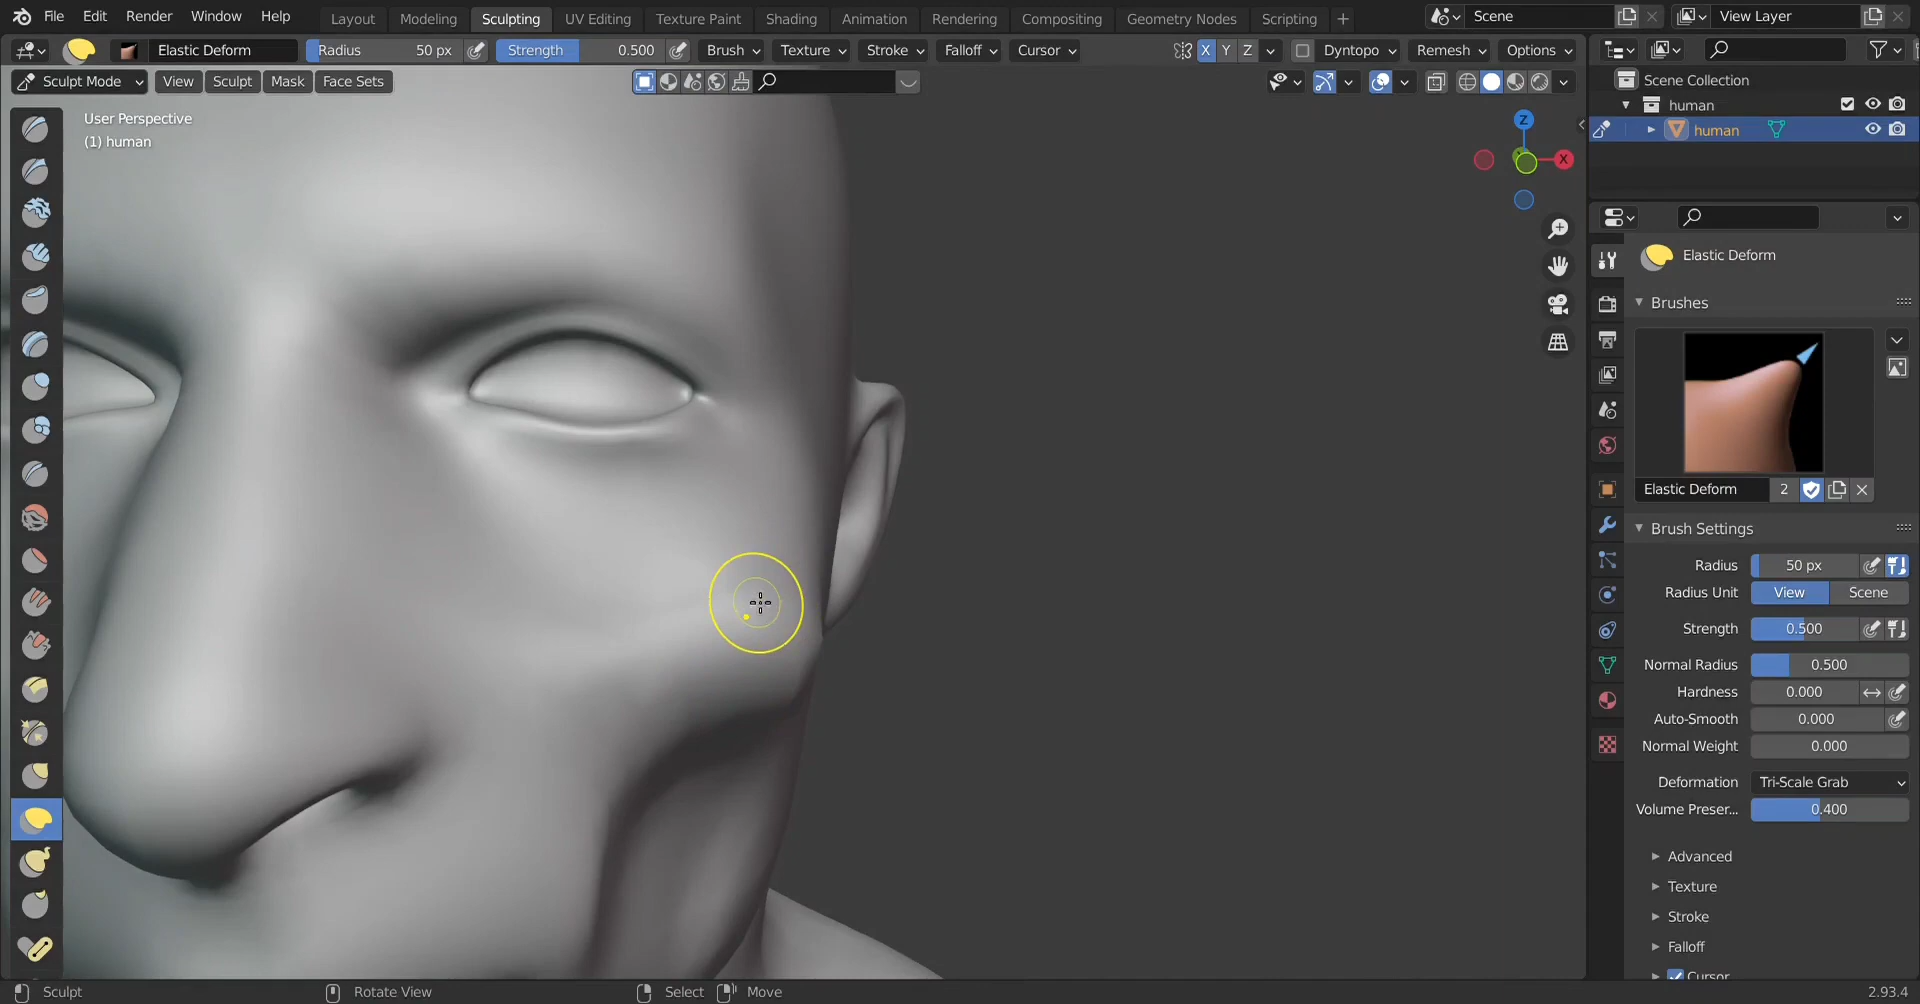 File Edit Render Window Help Layout Modeling Sculpting UV Editing Texture Paint Shading Animation Rendering Compositing Geometry Nodes Scripting + Scene View Layer
Elastic Deform Radius 50 px Strength 0.500 Brush Texture Stroke Falloff Cursor X Y Z Dyntopo Remesh Options
Sculpt Mode View Sculpt Mask Face Sets
Scene Collection
human
human
User Perspective
(1) human
Z
X
Elastic Deform
Brushes
Elastic Deform 2
Brush Settings
Radius 50 px
Radius Unit View Scene
Strength 0.500
Normal Radius 0.500
Hardness 0.000
Auto-Smooth 0.000
Normal Weight 0.000
Deformation Tri-Scale Grab
Volume Preser... 0.400
Advanced
Texture
Stroke
Falloff
Cursor
Sculpt Rotate View Select Move 2.93.4